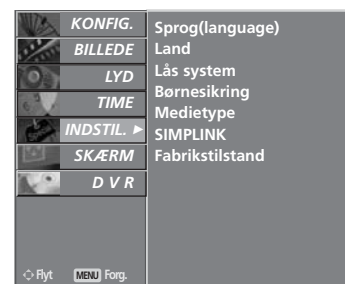 KONFIG.
BILLEDE
LYD
TIME
INDSTIL. ►
SKÆRM
D V R
Sprog(language)
Land
Lås system
Børnesikring
Medietype
SIMPLINK
Fabrikstilstand
Flyt MENU Forg.